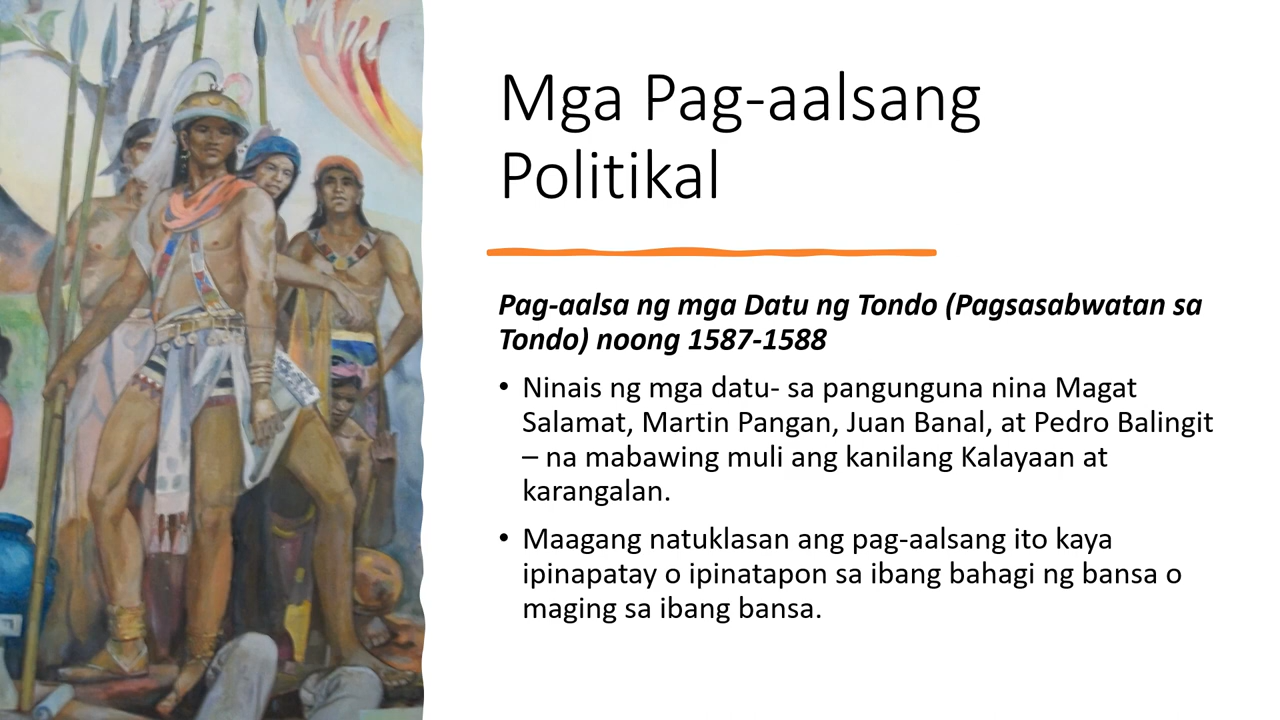 Mga Pag-aalsang
Politikal
Pag-aalsa ng mga Datu ng Tondo (Pagsasabwatan sa
Tondo) noong 1587-1588
• Ninais ng mga datu- sa pangunguna nina Magat
Salamat, Martin Pangan, Juan Banal, at Pedro Balingit
– na mabawing muli ang kanilang Kalayaan at
karangalan.
• Maagang natuklasan ang pag-aalsang ito kaya
ipinapatay o ipinatapon sa ibang bahagi ng bansa o
maging sa ibang bansa.